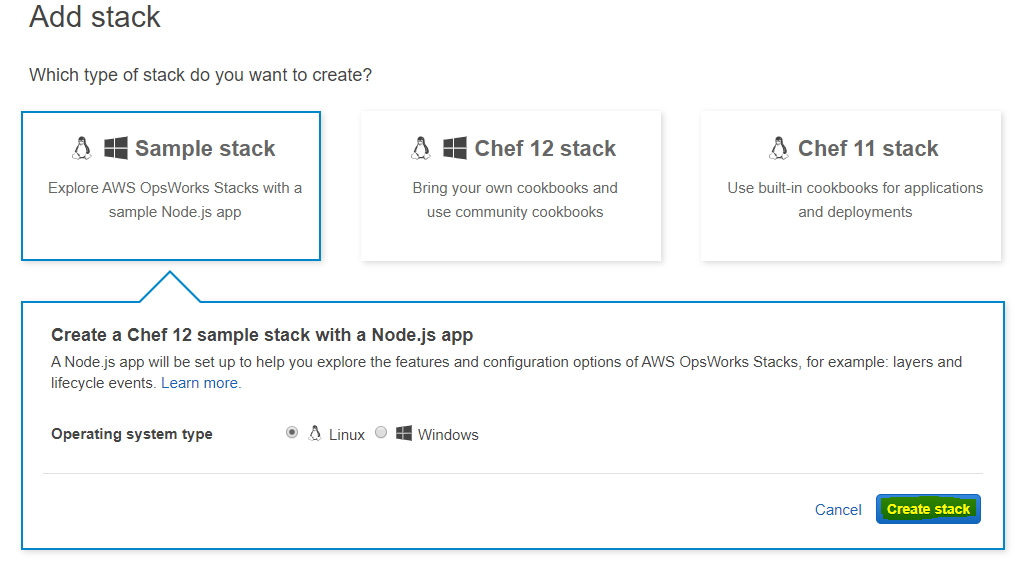 Add stack
Which type of stack do you want to create?
Sample stack
Explore AWS OpsWorks Stacks with a
sample Node.js app
Chef 12 stack
Bring your own cookbooks and
use community cookbooks
Chef 11 stack
Use built-in cookbooks for applications
and deployments
Create a Chef 12 sample stack with a Node.js app
A Node.js app will be set up to help you explore the features and configuration options of AWS OpsWorks Stacks, for example: layers and
lifecycle events. Learn more.
Operating system type Linux Windows
Cancel Create stack